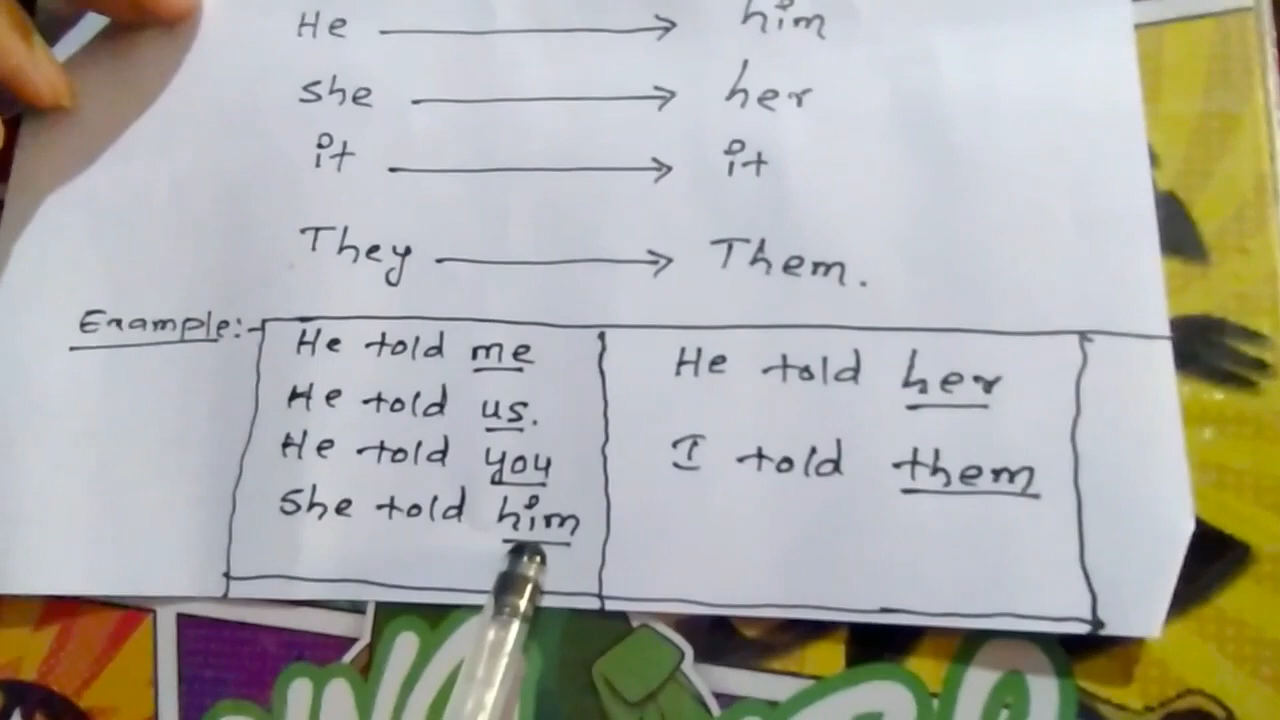 He → him
she → her
it → it
They → Them.
Example:-
He told me
He told us.
He told you
She told him
He told her
I told them